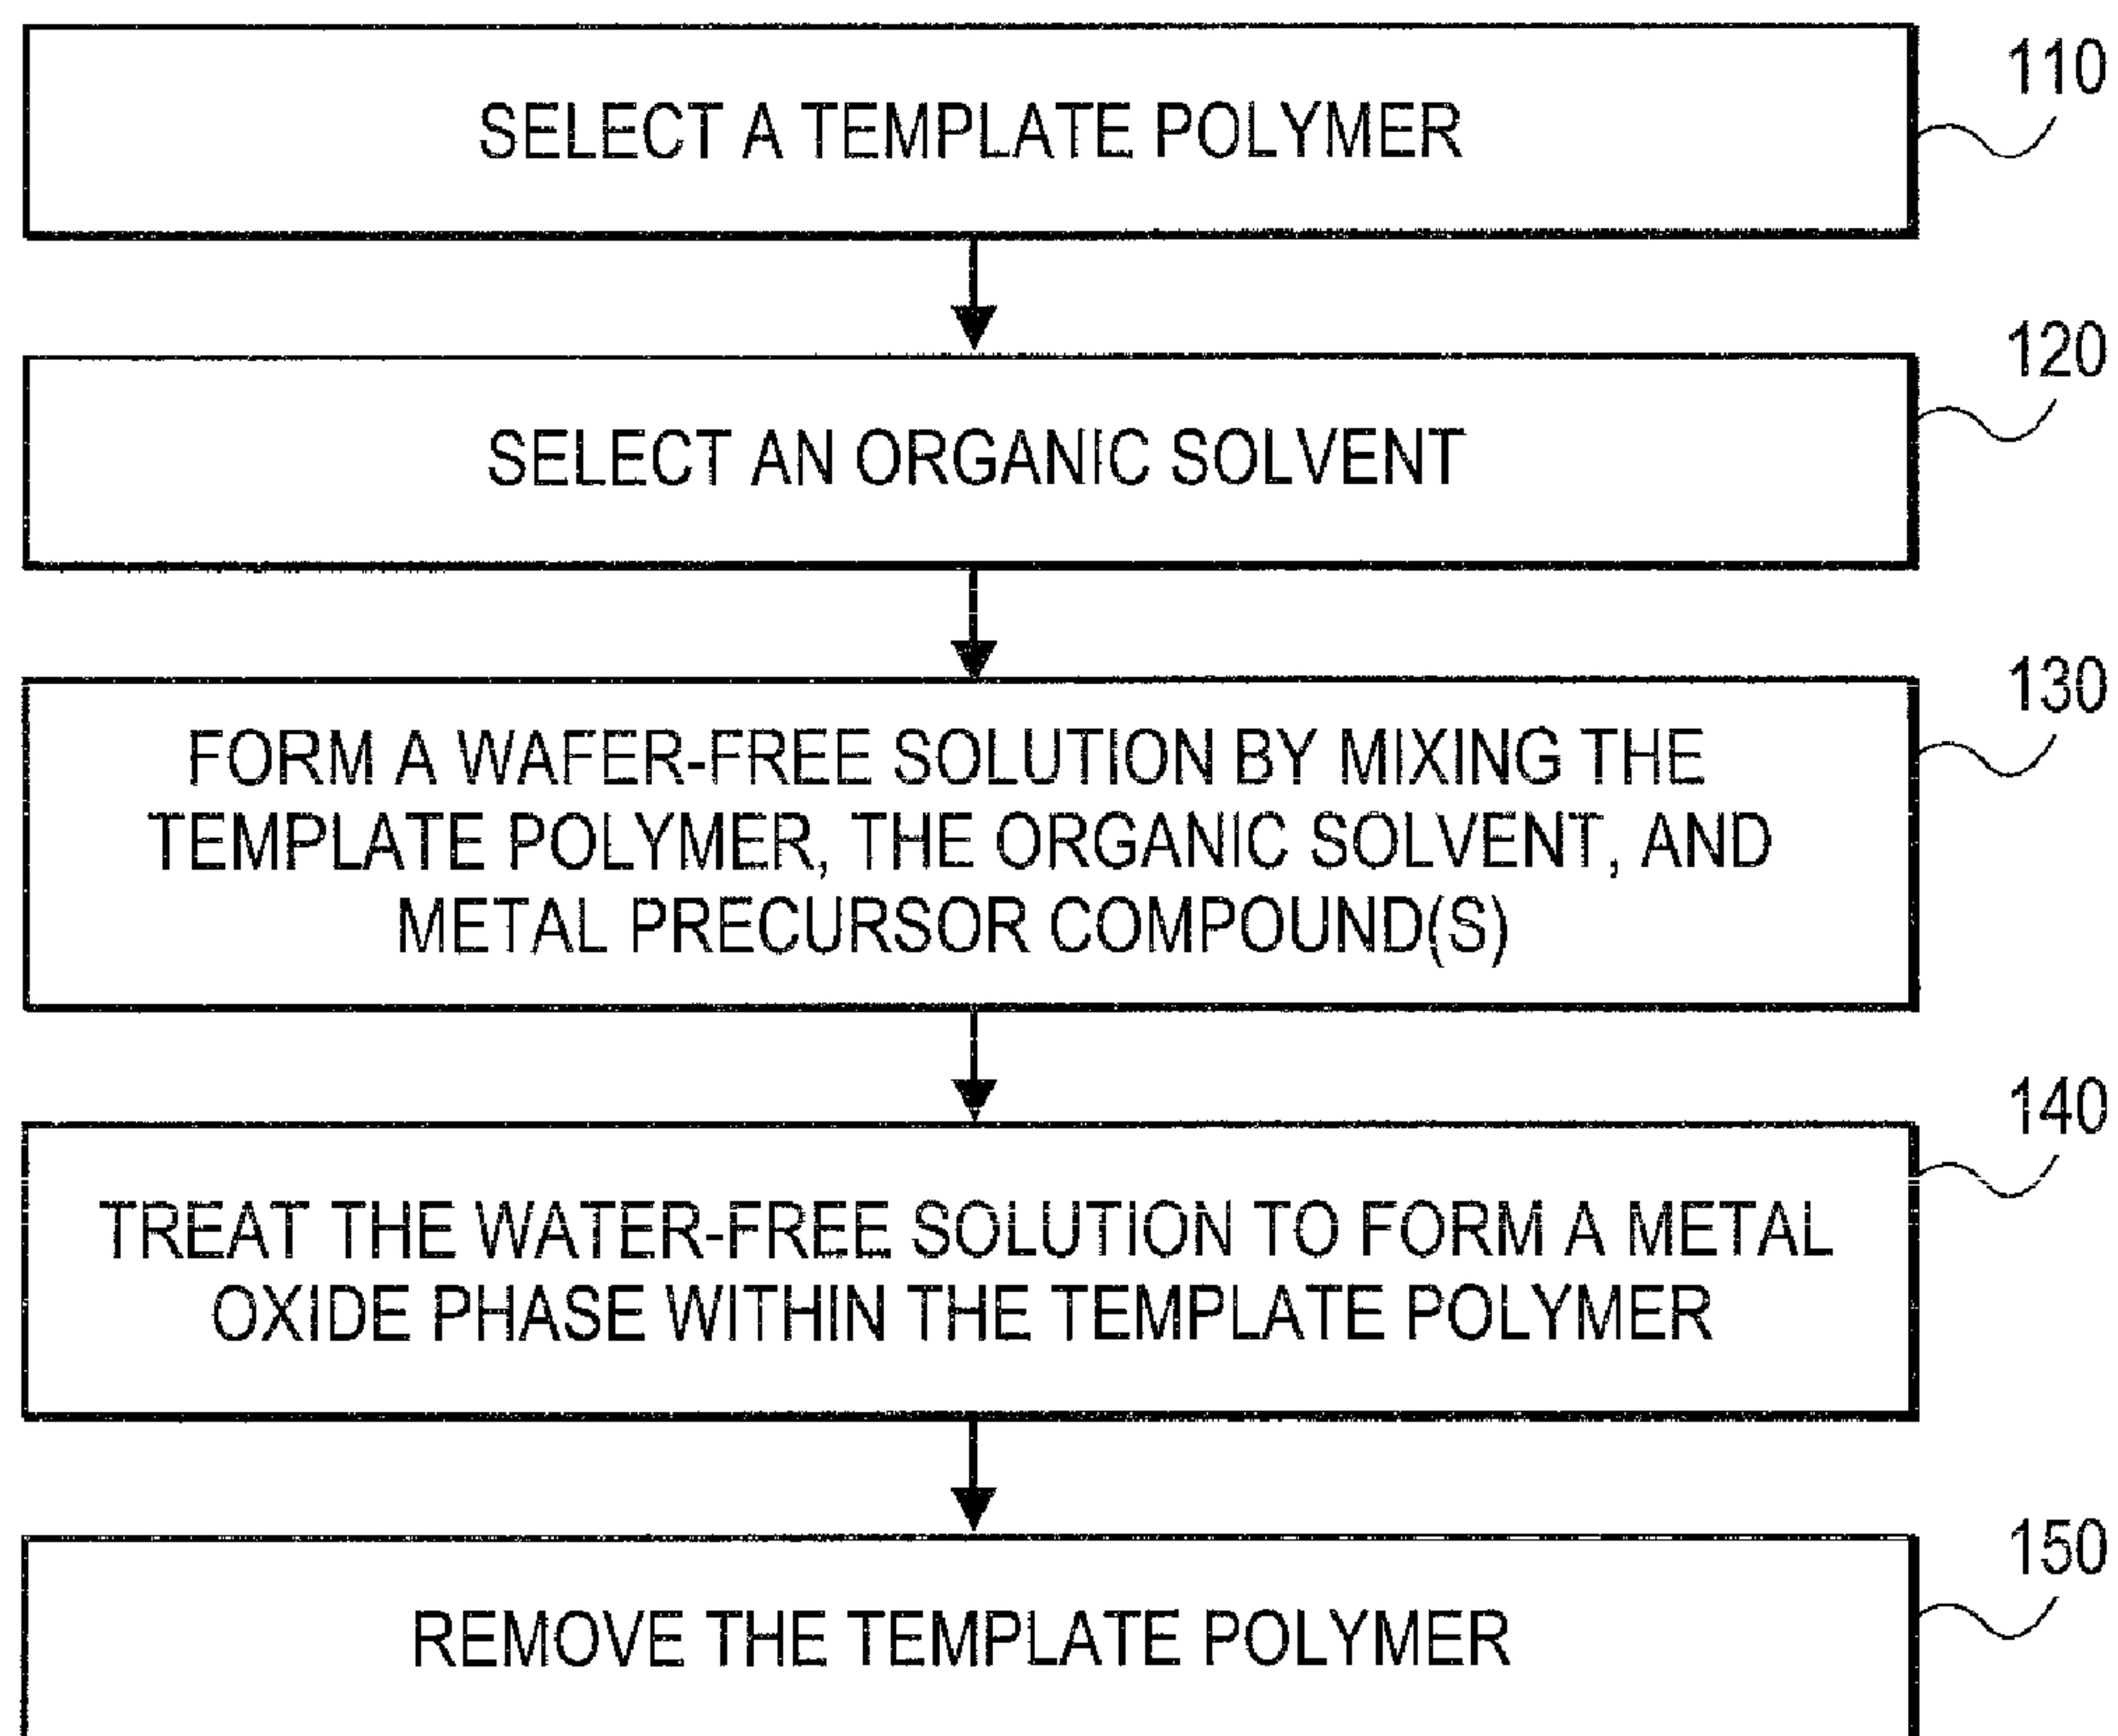 110
SELECT A TEMPLATE POLYMER
120
SELECT AN ORGANIC SOLVENT
130
FORM A WAFER-FREE SOLUTION BY MIXING THE
TEMPLATE POLYMER, THE ORGANIC SOLVENT, AND
METAL PRECURSOR COMPOUND(S)
140
TREAT THE WATER-FREE SOLUTION TO FORM A METAL
OXIDE PHASE WITHIN THE TEMPLATE POLYMER
150
REMOVE THE TEMPLATE POLYMER